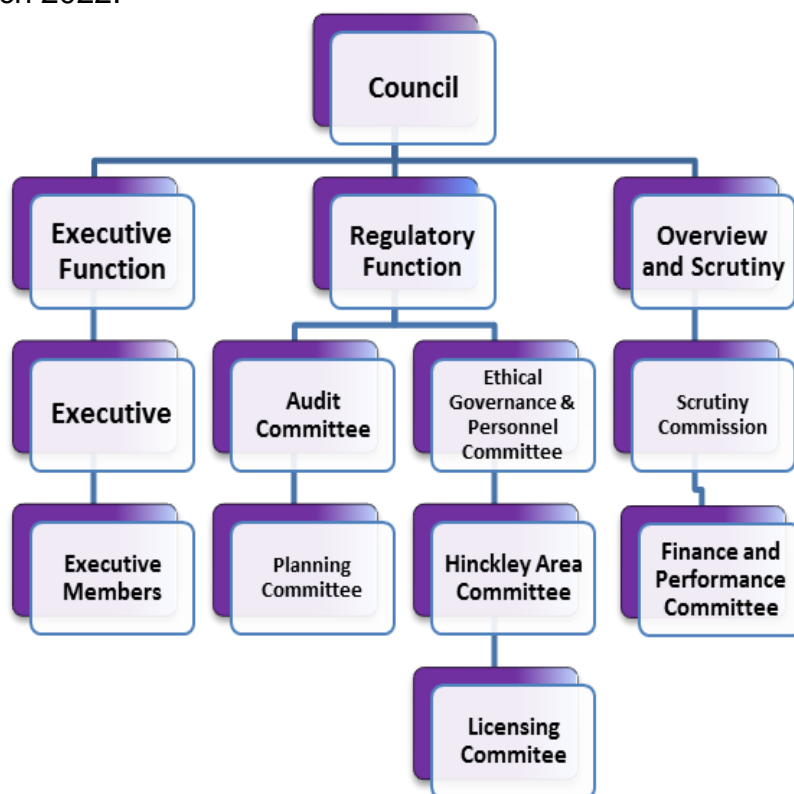 2022.
Council
Executive
Function
Regulatory
Function
Overview
and Scrutiny
Executive
Audit
Committee
Ethical
Governance &
Personnel
Committee
Scrutiny
Commission
Executive
Members
Planning
Committee
Hinckley Area
Committee
Finance and
Performance
Committee
Licensing
Commitee